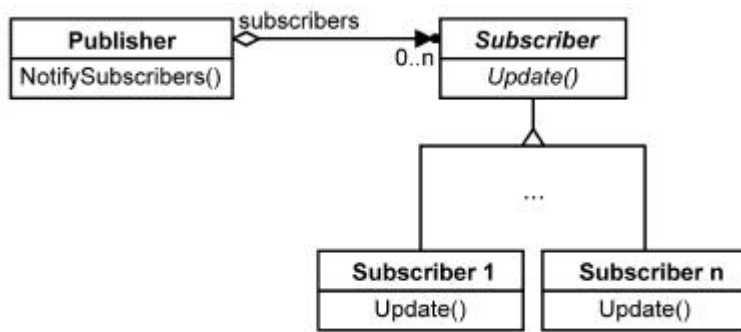 subscribers
Publisher
Subscriber
NotifySubscribers()
0..n
Update()
...
Subscriber 1
Subscriber n
Update()
Update()